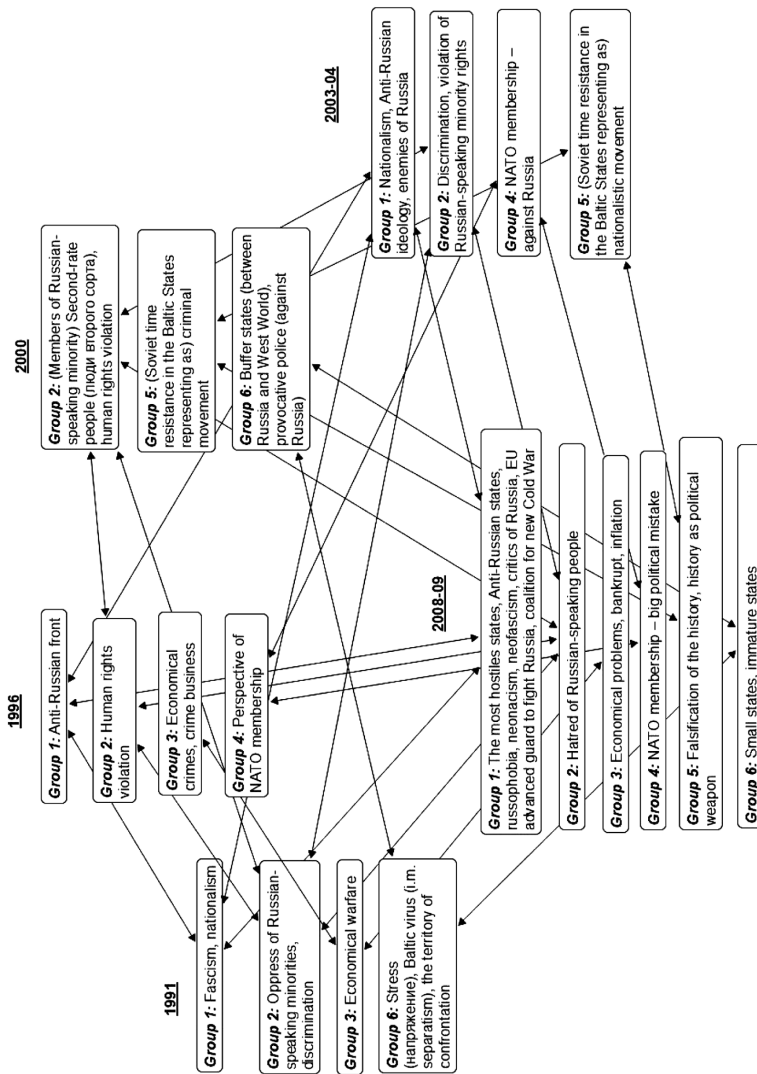 1991
Group 1: Fascism, nationalism
Group 2: Oppress of Russian-
speaking minorities,
discrimination
Group 3: Economical warfare
Group 6: Stress
(напряжение), Baltic virus (i.m.
separatism), the territory of
confrontation
1996
Group 1: Anti-Russian front
Group 2: Human rights
violation
Group 3: Economical
crimes, crime business
Group 4: Perspective of
NATO membership
2000
Group 2: (Members of Russian-
speaking minority) Second-rate
people (люди второго сорта),
human rights violation
Group 5: (Soviet time
resistance in the Baltic States
representing as) criminal
movement
Group 6: Buffer states (between
Russia and West World),
provocative police (against
Russia)
2003-04
Group 1: Nationalism, Anti-Russian
ideology, enemies of Russia
Group 2: Discrimination, violation of
Russian-speaking minority rights
Group 4: NATO membership –
against Russia
Group 5: (Soviet time resistance in
the Baltic States representing as)
nationalistic movement
2008-09
Group 1: The most hostiles states, Anti-Russian states,
russophobia, neonacism, neofascism, critics of Russia, EU
advanced guard to fight Russia, coalition for new Cold War
Group 2: Hatred of Russian-speaking people
Group 3: Economical problems, bankrupt, inflation
Group 4: NATO membership – big political mistake
Group 5: Falsification of the history, history as political
weapon
Group 6: Small states, immature states